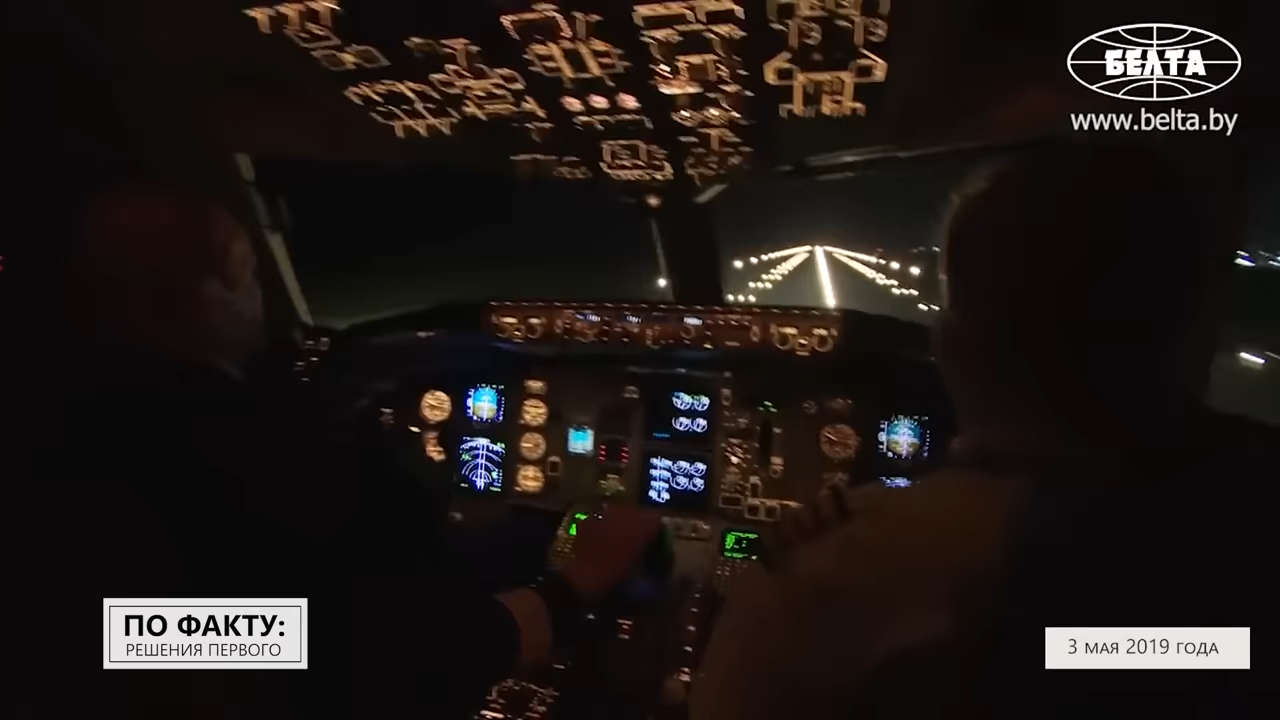 БЕЛТА
www.belta.by
ПО ФАКТУ:
РЕШЕНИЯ ПЕРВОГО
3 мая 2019 года